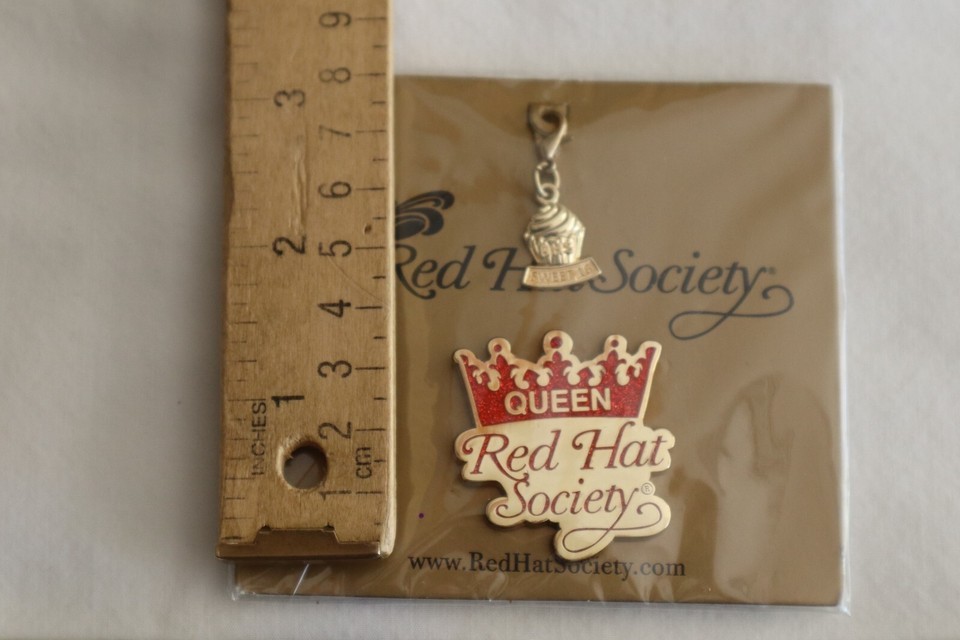 9
8
3
7
6
2
5
4
3
1
2
INCHES
cm
1
Red Hat Society®
SWEET 16
QUEEN
Red Hat
Society®
www.RedHatSociety.com